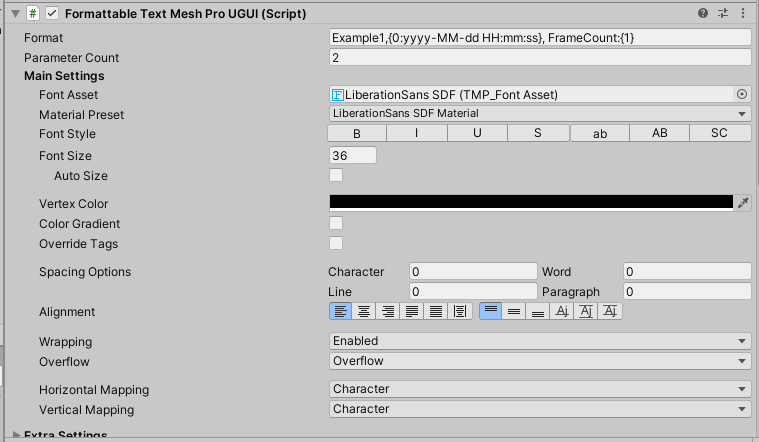 Formattable Text Mesh Pro UGUI (Script)
Format Example1,{0:yyyy-MM-dd HH:mm:ss}, FrameCount:{1}
Parameter Count 2
Main Settings
Font Asset LiberationSans SDF (TMP_Font Asset)
Material Preset LiberationSans SDF Material
Font Style B I U S ab AB SC
Font Size 36
Auto Size
Vertex Color
Color Gradient
Override Tags
Spacing Options Character 0 Word 0
Line 0 Paragraph 0
Alignment
Wrapping Enabled
Overflow Overflow
Horizontal Mapping Character
Vertical Mapping Character
Extra Settings